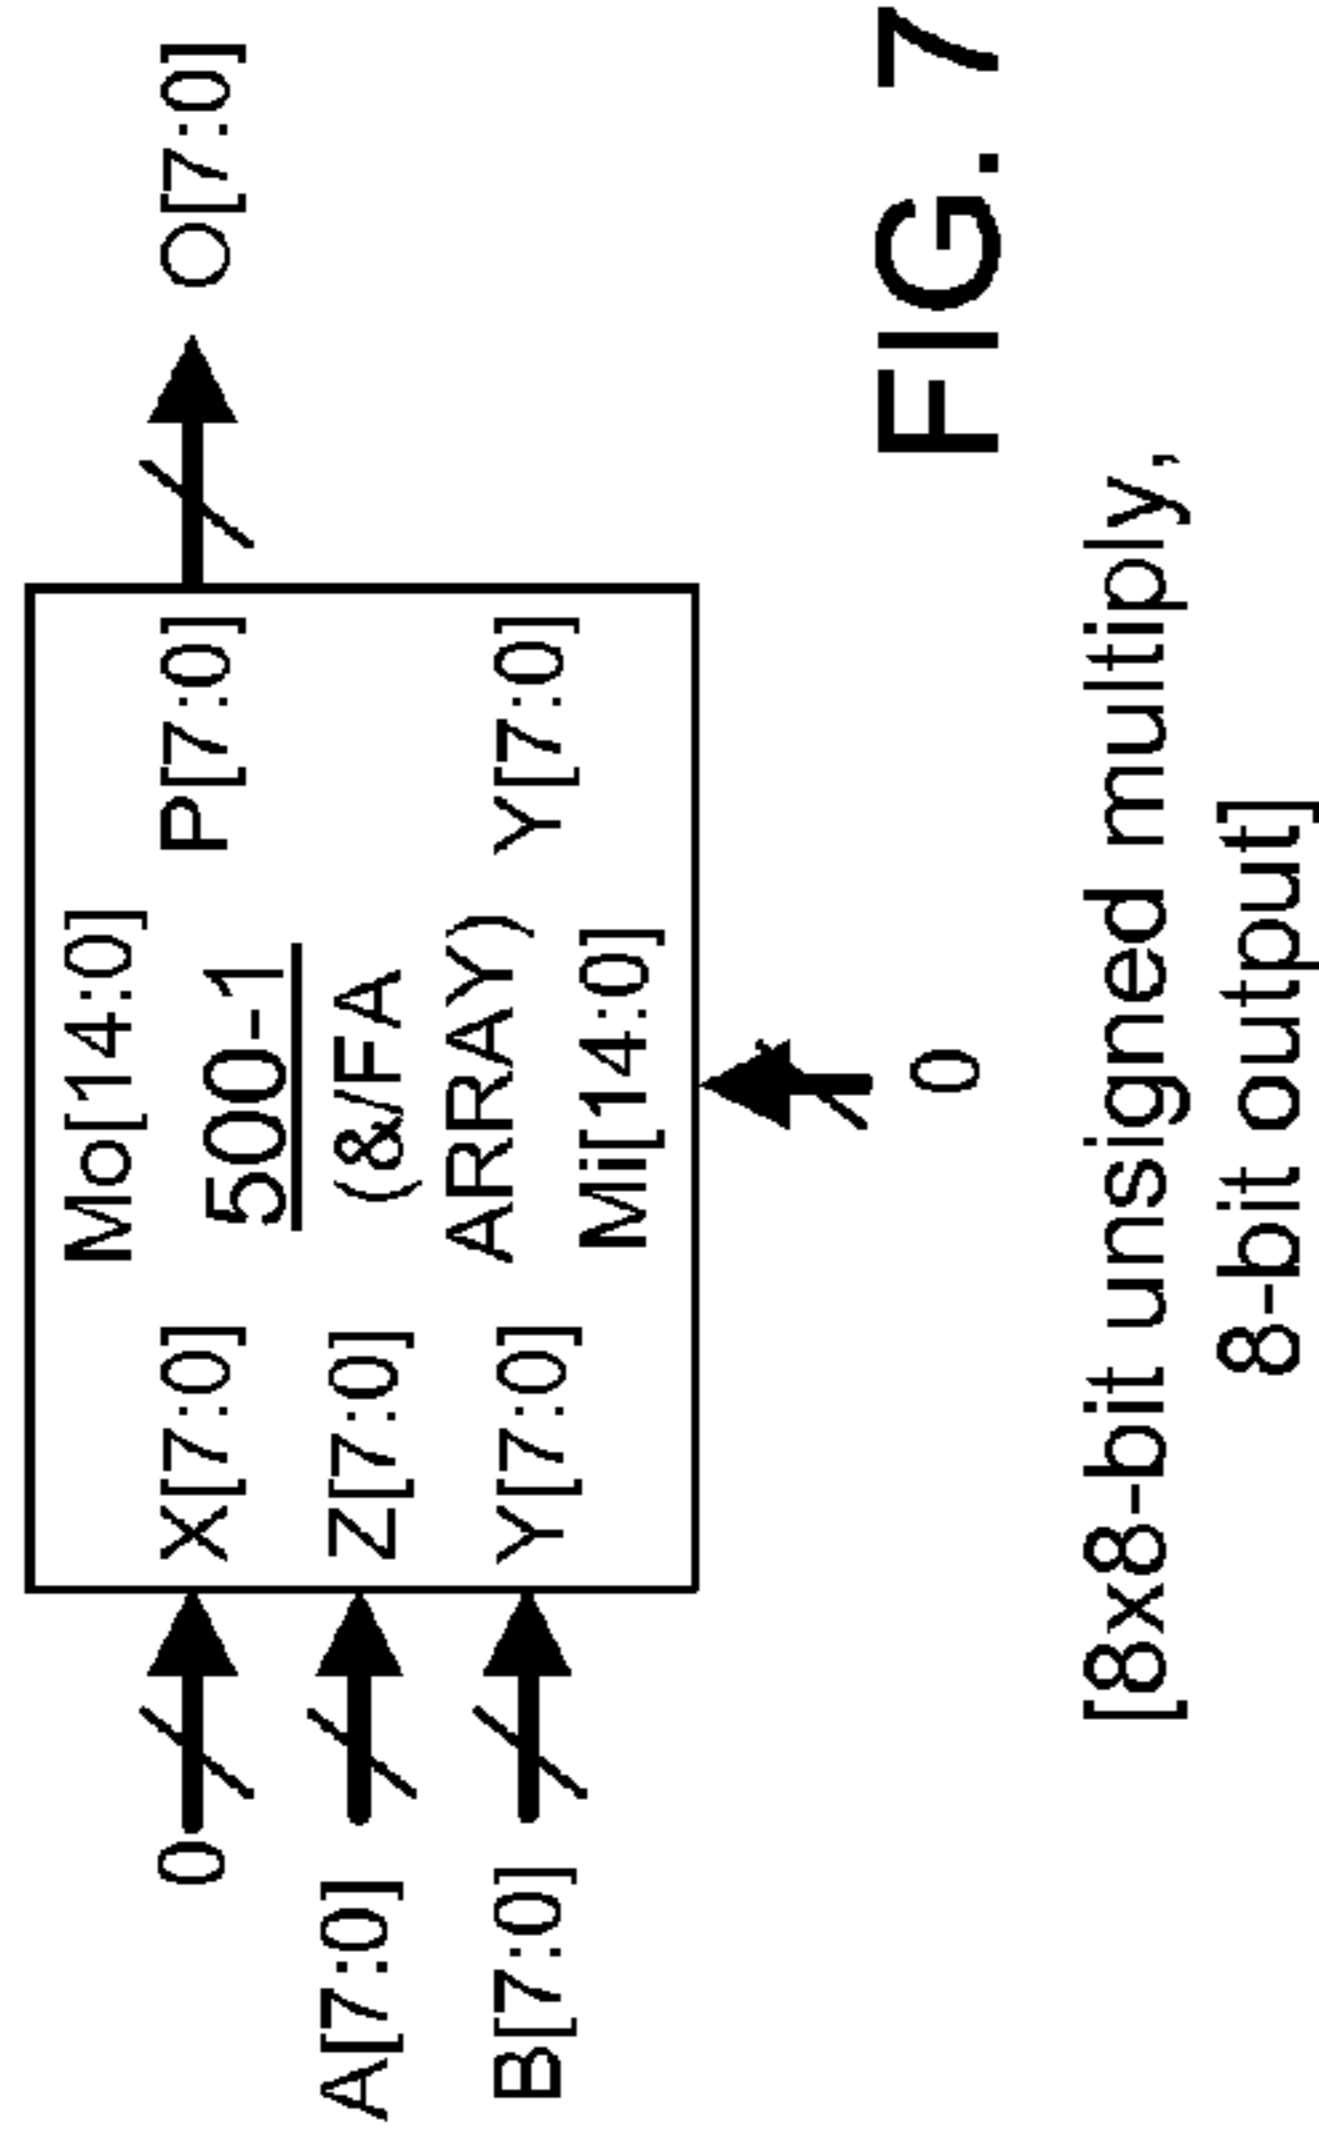 Mo[14:0]
0 X[7:0] P[7:0] O[7:0]
500-1
A[7:0] Z[7:0] (&/FA
B[7:0] Y[7:0] ARRAY) Y[7:0]
Mi[14:0]
0
FIG. 7
[8x8-bit unsigned multiply,
8-bit output]